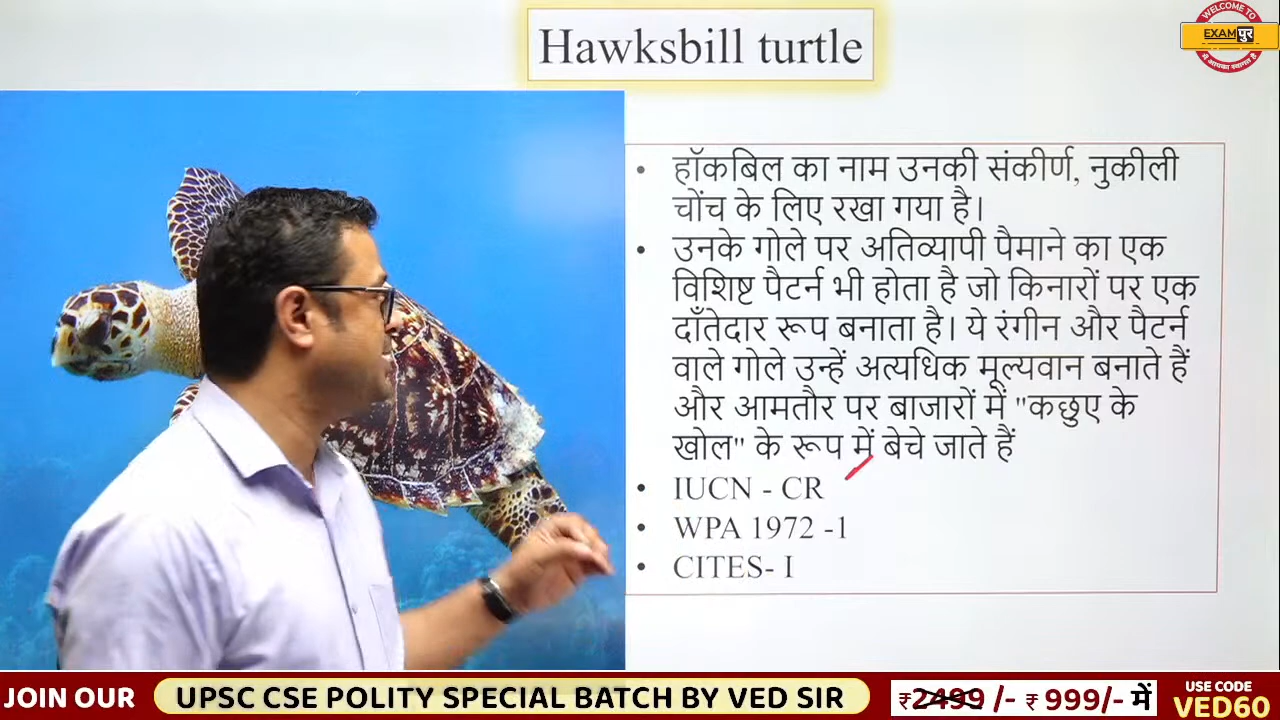 Hawksbill turtle
WELCOME TO
EXAMपुर
में आपका स्वागत है
• हॉकबिल का नाम उनकी संकीर्ण, नुकीली
चोंच के लिए रखा गया है।
• उनके गोले पर अतिव्यापी पैमाने का एक
विशिष्ट पैटर्न भी होता है जो किनारों पर एक
दाँतेदार रूप बनाता है। ये रंगीन और पैटर्न
वाले गोले उन्हें अत्यधिक मूल्यवान बनाते हैं
और आमतौर पर बाजारों में "कछुए के
खोल" के रूप में बेचे जाते हैं
• IUCN - CR
• WPA 1972 -1
• CITES- I
JOIN OUR UPSC CSE POLITY SPECIAL BATCH BY VED SIR ₹2499 /- ₹ 999/- में
USE CODE
VED60